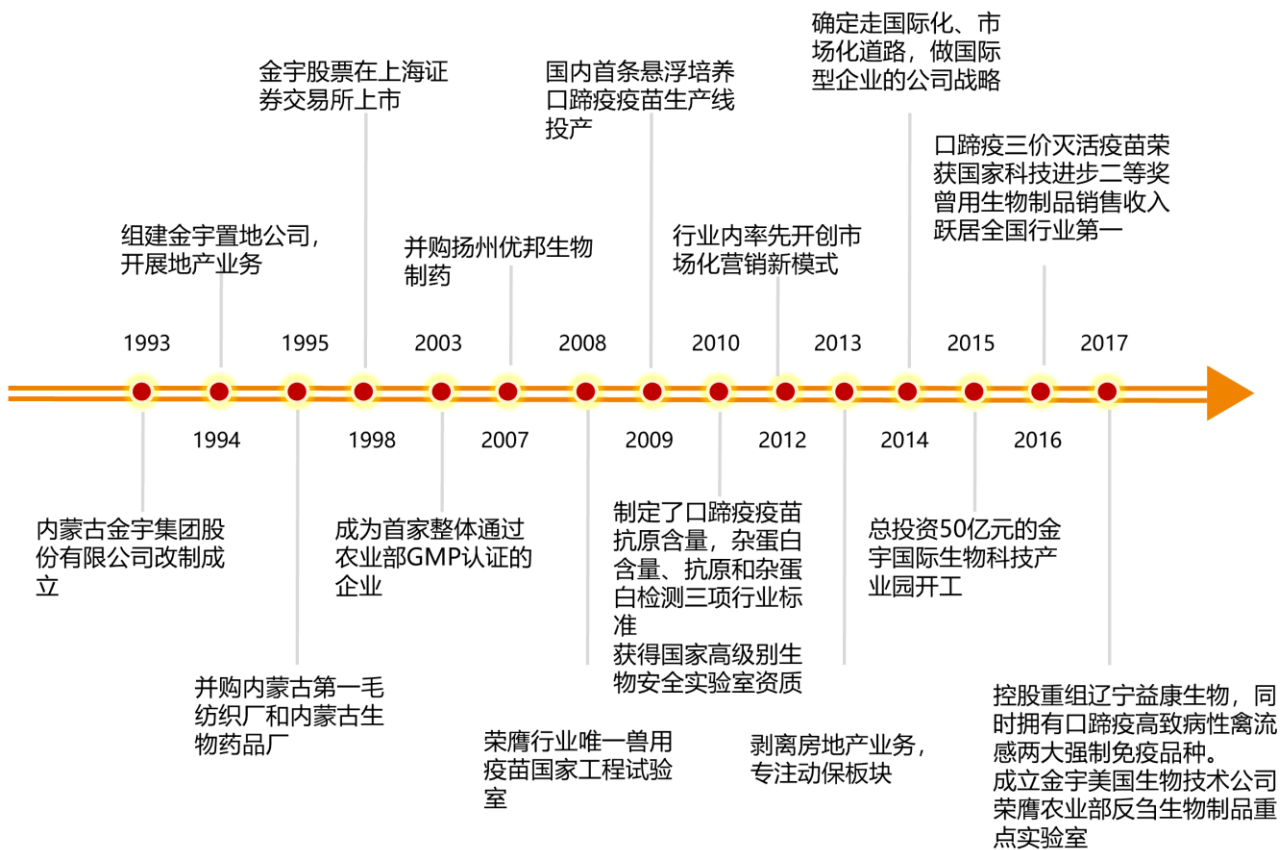 确定走国际化、市
场化道路，做国际
型企业的公司战略
金宇股票在上海证
券交易所上市
国内首条悬浮培养
口蹄疫疫苗生产线
投产
口蹄疫三价灭活疫苗荣
获国家科技进步二等奖
曾用生物制品销售收入
跃居全国行业第一
组建金宇置地公司，
开展地产业务
并购扬州优邦生物
制药
行业内率先开创市
场化营销新模式
1993
1995
2003
2008
2010
2013
2015
2017
1994
1998
2007
2009
2012
2014
2016
内蒙古金宇集团股
份有限公司改制成
立
成为首家整体通过
农业部GMP认证的
企业
制定了口蹄疫疫苗
抗原含量，杂蛋白
含量、抗原和杂蛋
白检测三项行业标
准
获得国家高级别生
物安全实验室资质
总投资50亿元的金
宇国际生物科技产
业园开工
并购内蒙古第一毛
纺织厂和内蒙古生
物药品厂
荣膺行业唯一兽用
疫苗国家工程试验
室
剥离房地产业务，
专注动保板块
控股重组辽宁益康生物，同
时拥有口蹄疫高致病性禽流
感两大强制免疫品种。
成立金宇美国生物技术公司
荣膺农业部反刍生物制品重
点实验室